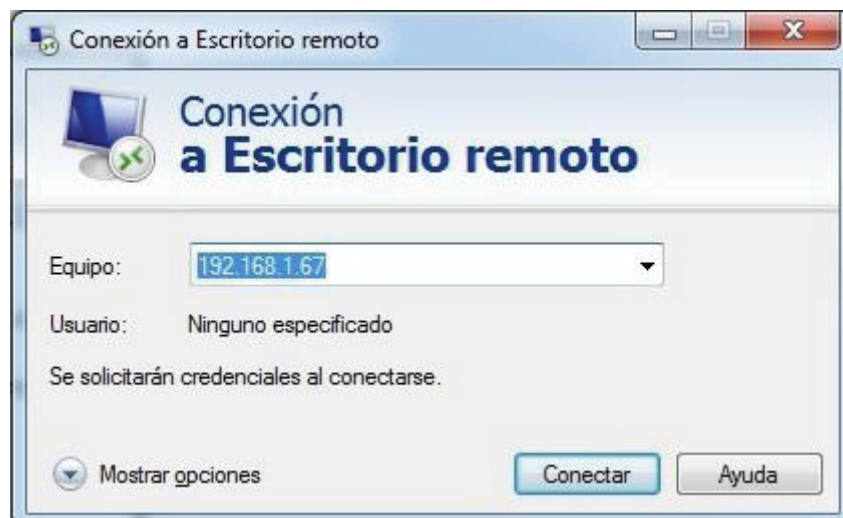 Conexión a Escritorio remoto
Conexión
a Escritorio remoto
Equipo: 192.168.1.67
Usuario: Ninguno especificado
Se solicitarán credenciales al conectarse.
Mostrar opciones Conectar Ayuda